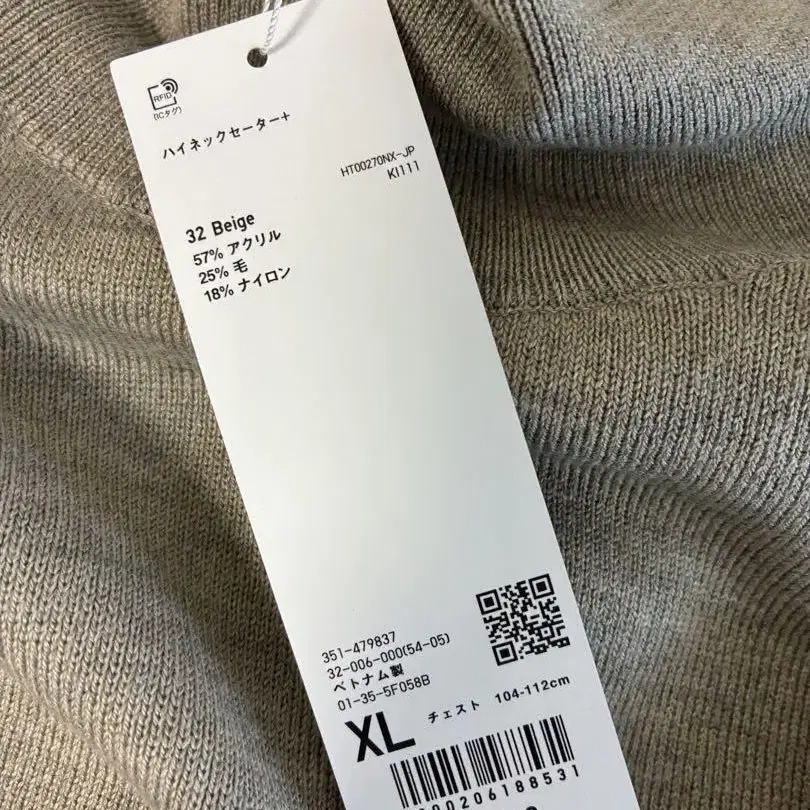 RFID
(ICタグ)
ハイネックセーター+
HT00270NX-JP
KI111
32 Beige
57% アクリル
25% 毛
18% ナイロン
351-479837
32-006-000(54-05)
ベトナム製
01-35-5F058B
XL チェスト 104-112cm
000206188531